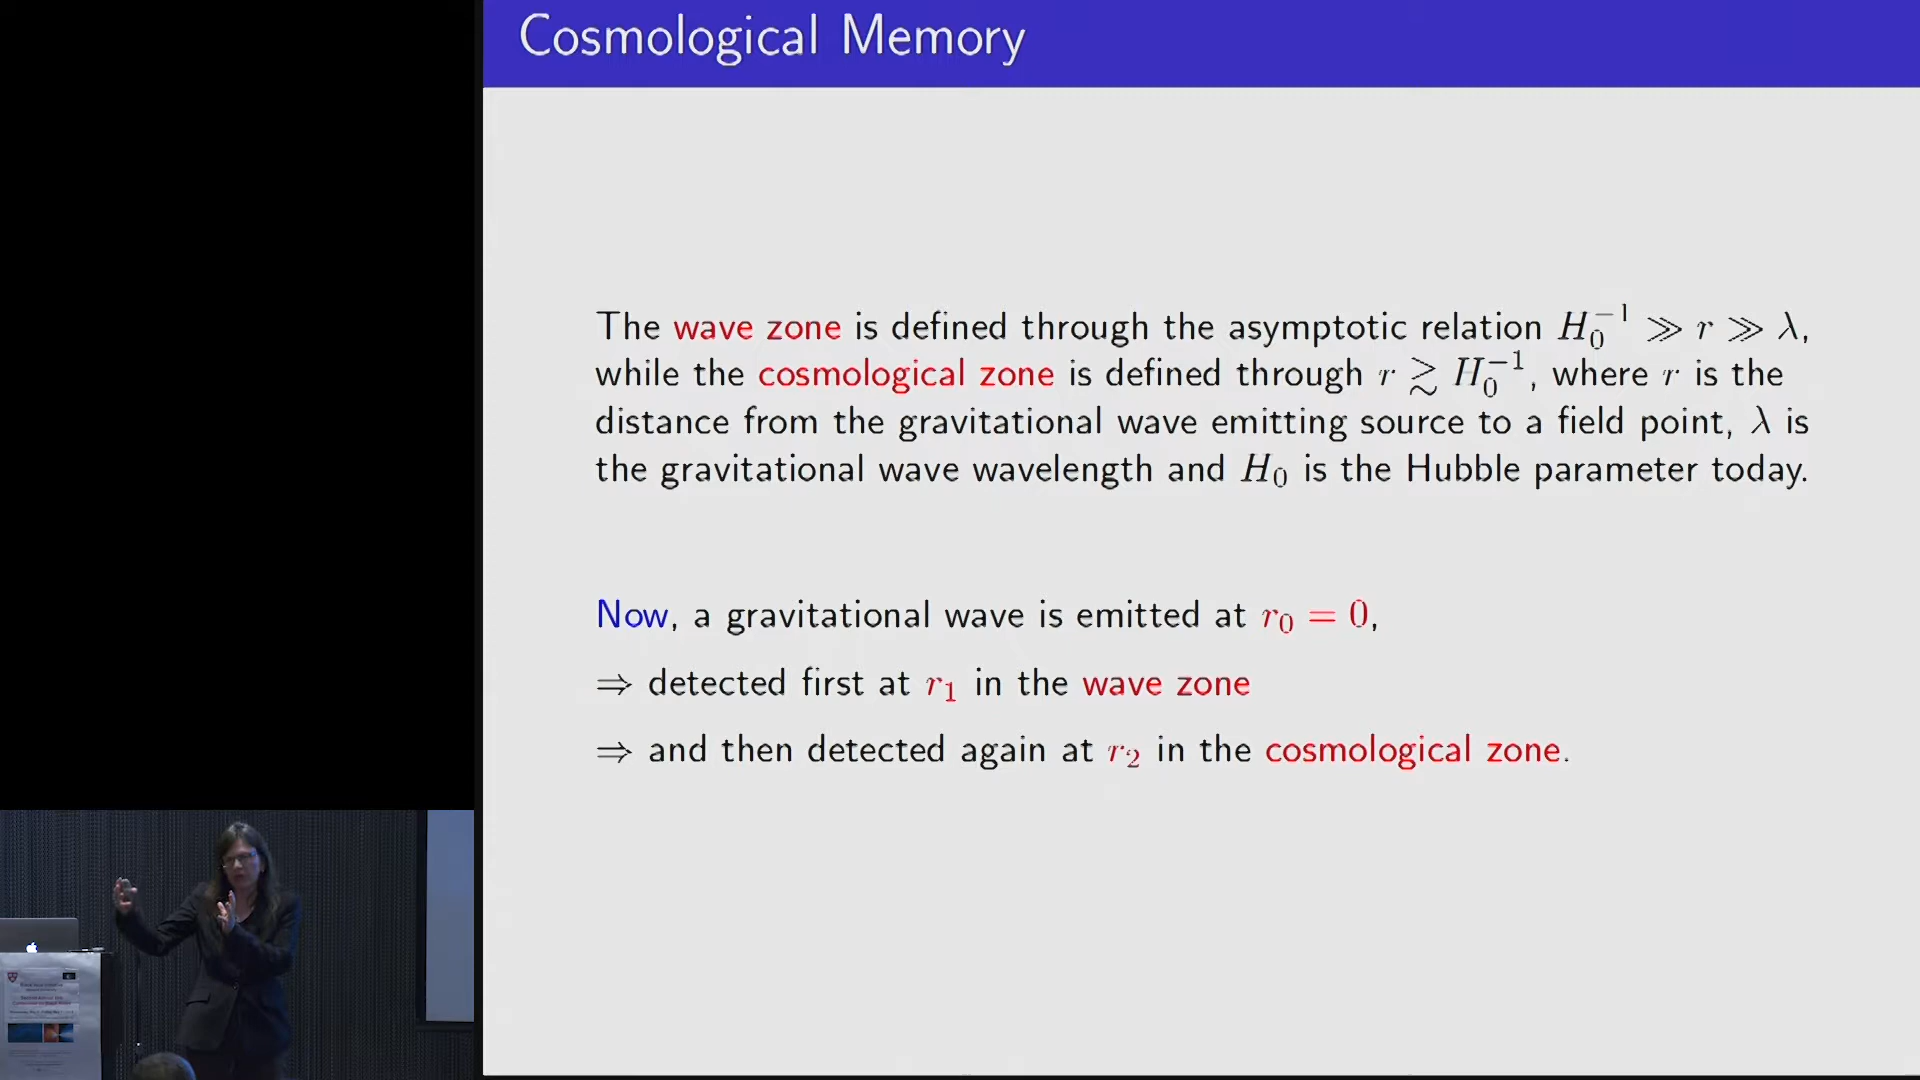 Cosmological Memory
The wave zone is defined through the asymptotic relation H₀⁻¹ ≫ r ≫ λ,
while the cosmological zone is defined through r ≳ H₀⁻¹, where r is the
distance from the gravitational wave emitting source to a field point, λ is
the gravitational wave wavelength and H₀ is the Hubble parameter today.
Now, a gravitational wave is emitted at r₀ = 0,
⇒ detected first at r₁ in the wave zone
⇒ and then detected again at r₂ in the cosmological zone.